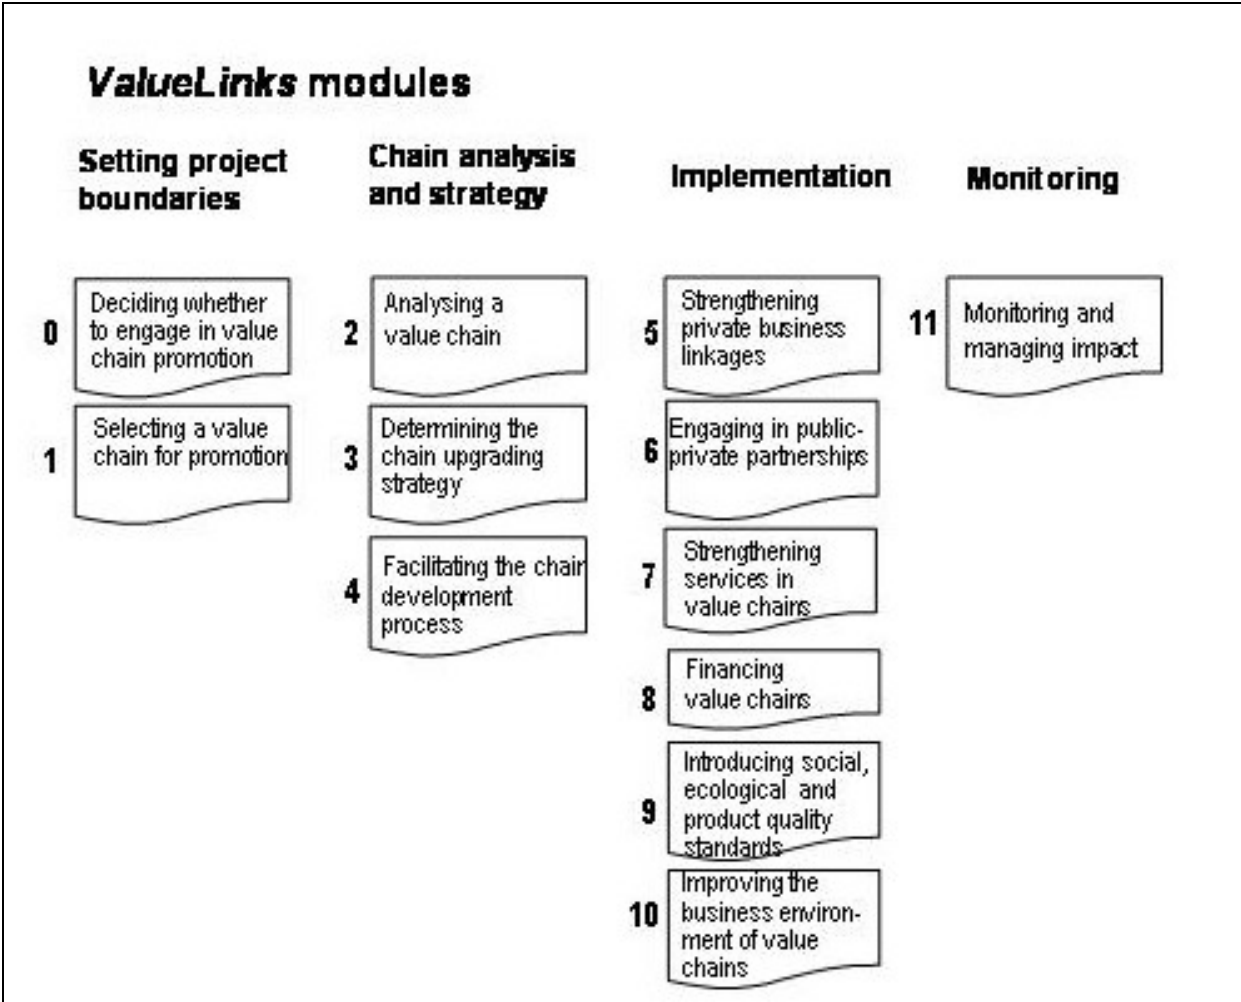 ValueLinks modules
Setting project
boundaries
0
Deciding whether
to engage in value
chain promotion
1
Selecting a value
chain for promotion
Chain analysis
and strategy
2
Analysing a
value chain
3
Determining the
chain upgrading
strategy
4
Facilitating the chain
development
process
Implementation
5
Strengthening
private business
linkages
6
Engaging in public-
private partnerships
7
Strengthening
services in
value chains
8
Financing
value chains
9
Introducing social,
ecological and
product quality
standards
10
Improving the
business environ-
ment of value
chains
Monitoring
11
Monitoring and
managing impact